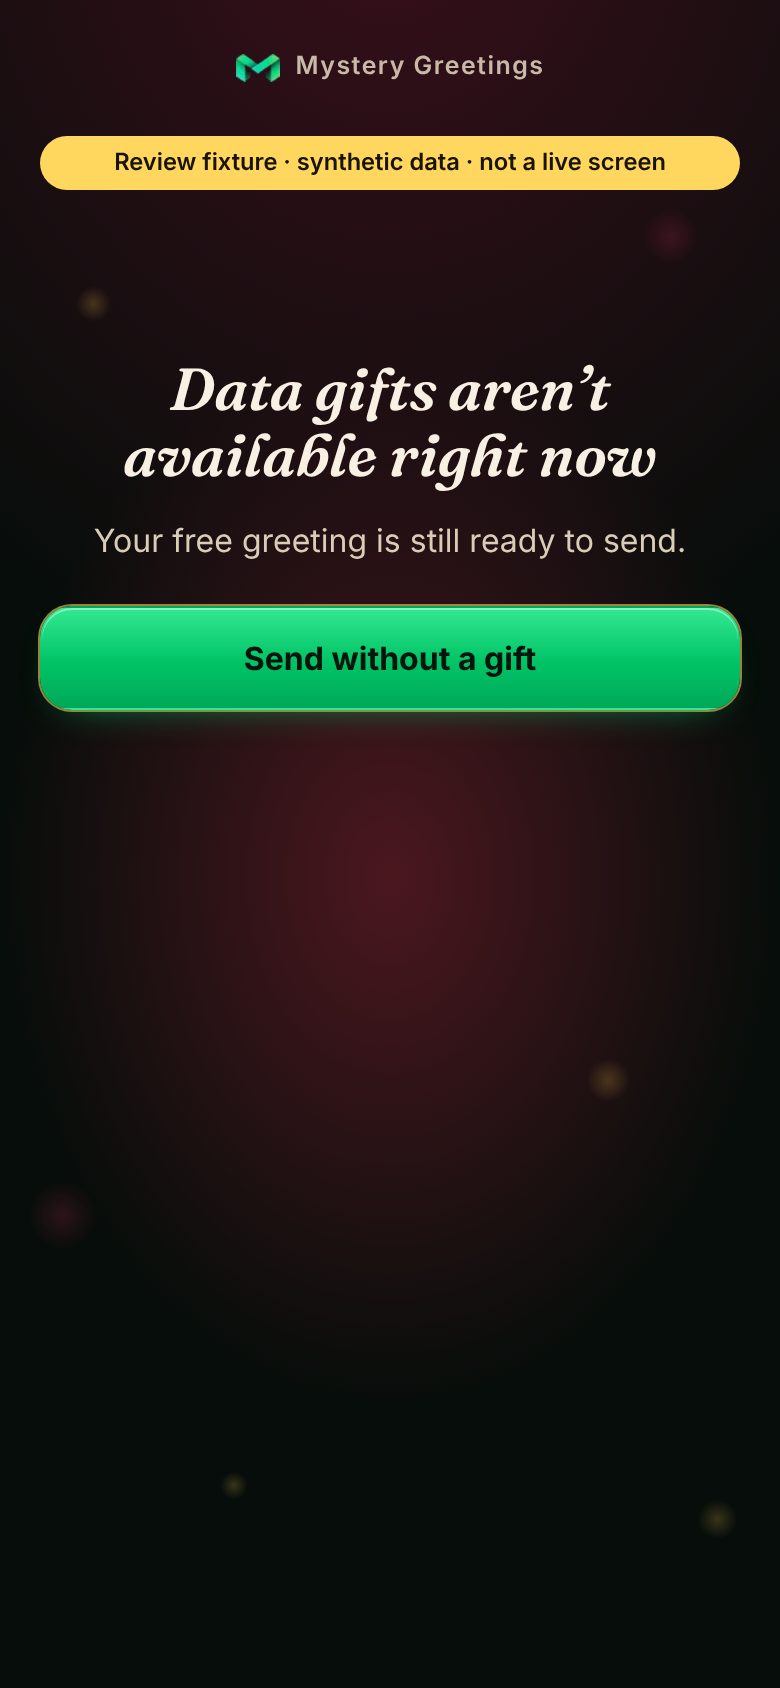 Mystery Greetings
Review fixture · synthetic data · not a live screen
Data gifts aren’t
available right now
Your free greeting is still ready to send.
Send without a gift